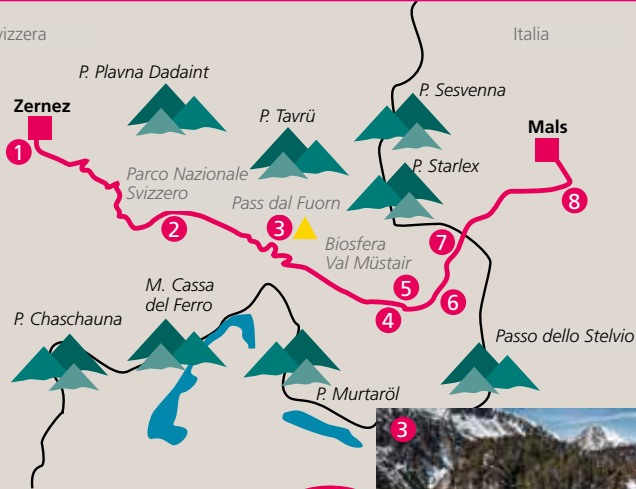 vizzera
Italia
P. Plavna Dadaint
P. Sesvenna
Zernez
P. Tavrü
Mals
1
Parco Nazionale
Svizzero
P. Starlex
Pass dal Fuorn
8
2
3
7
Biosfera
Val Müstair
M. Cassa
del Ferro
5
6
4
P. Chaschauna
Passo dello Stelvio
P. Murtaröl
3